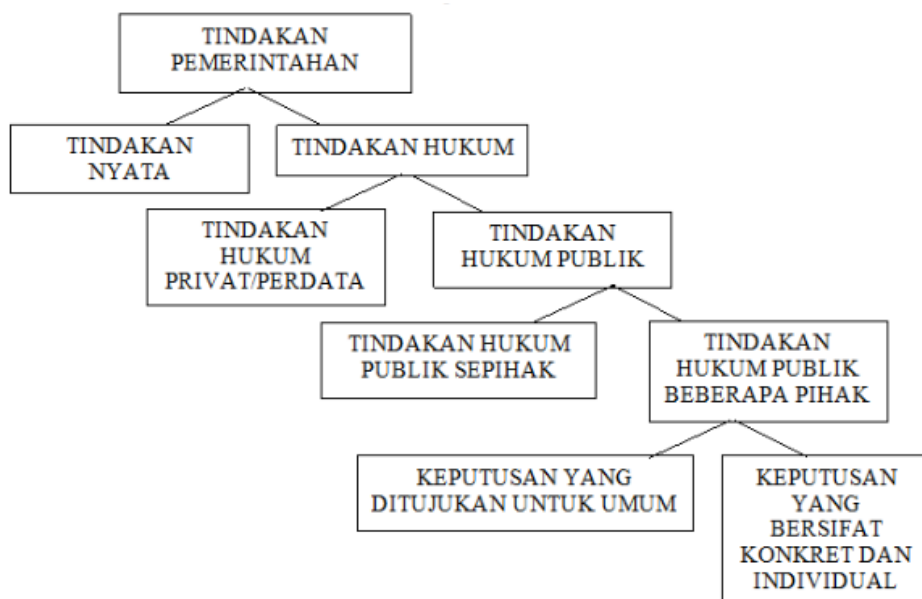 TINDAKAN
PEMERINTAHAN
TINDAKAN
NYATA
TINDAKAN HUKUM
TINDAKAN
HUKUM
PRIVAT/PERDATA
TINDAKAN
HUKUM PUBLIK
TINDAKAN HUKUM
PUBLIK SEPIHAK
TINDAKAN
HUKUM PUBLIK
BEBERAPA PIHAK
KEPUTUSAN YANG
DITUJUKAN UNTUK UMUM
KEPUTUSAN
YANG
BERSIFAT
KONKRET DAN
INDIVIDUAL